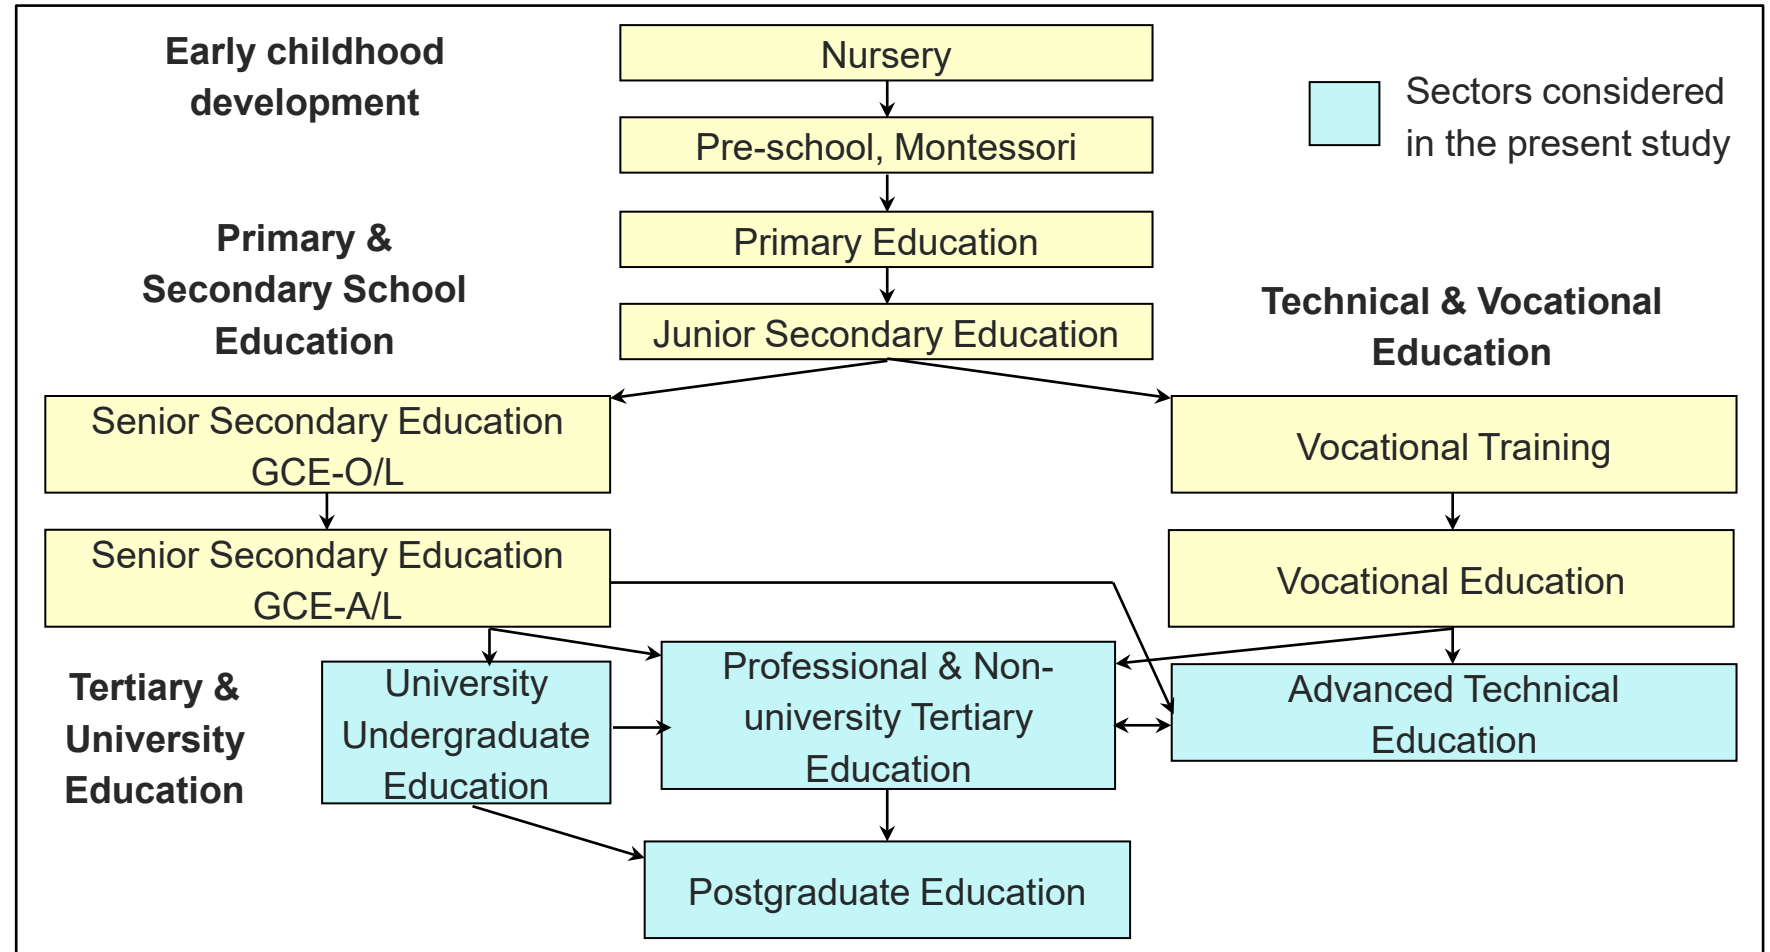 Early childhood
development
Nursery
Sectors considered
in the present study
Pre-school, Montessori
Primary &
Secondary School
Education
Primary Education
Junior Secondary Education
Technical & Vocational
Education
Senior Secondary Education
GCE-O/L
Vocational Training
Senior Secondary Education
GCE-A/L
Vocational Education
Tertiary &
University
Education
University
Undergraduate
Education
Professional & Non-
university Tertiary
Education
Advanced Technical
Education
Postgraduate Education